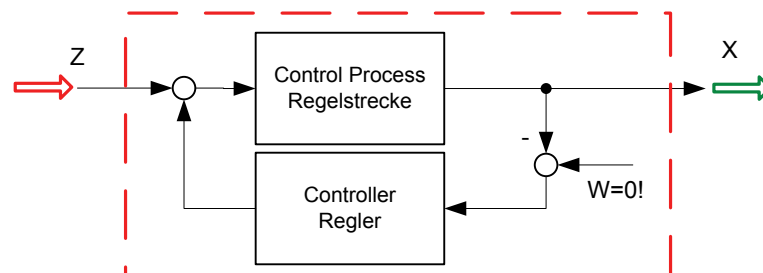 Z
X
Control Process
Regelstrecke
-
W=0!
Controller
Regler